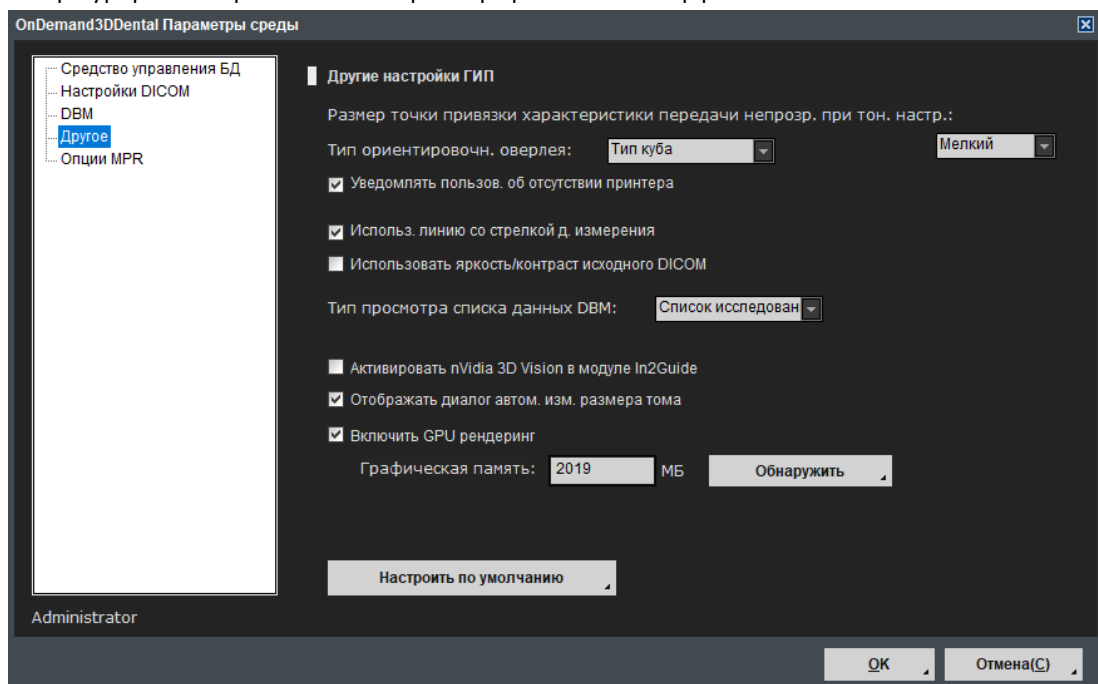 OnDemand3DDental Параметры среды
Средство управления БД
Настройки DICOM
DBM
Другое
Опции MPR
Administrator
Другие настройки ГИП
Размер точки привязки характеристики передачи непрозр. при тон. настр.:
Мелкий
Тип ориентировочн. оверлея: Тип куба
Уведомлять пользов. об отсутствии принтера
Использ. линию со стрелкой д. измерения
Использовать яркость/контраст исходного DICOM
Тип просмотра списка данных DBM: Список исследован
Активировать nVidia 3D Vision в модуле In2Guide
Отображать диалог автом. изм. размера тома
Включить GPU рендеринг
Графическая память: 2019 МБ Обнаружить
Настроить по умолчанию
OK Отмена(C)